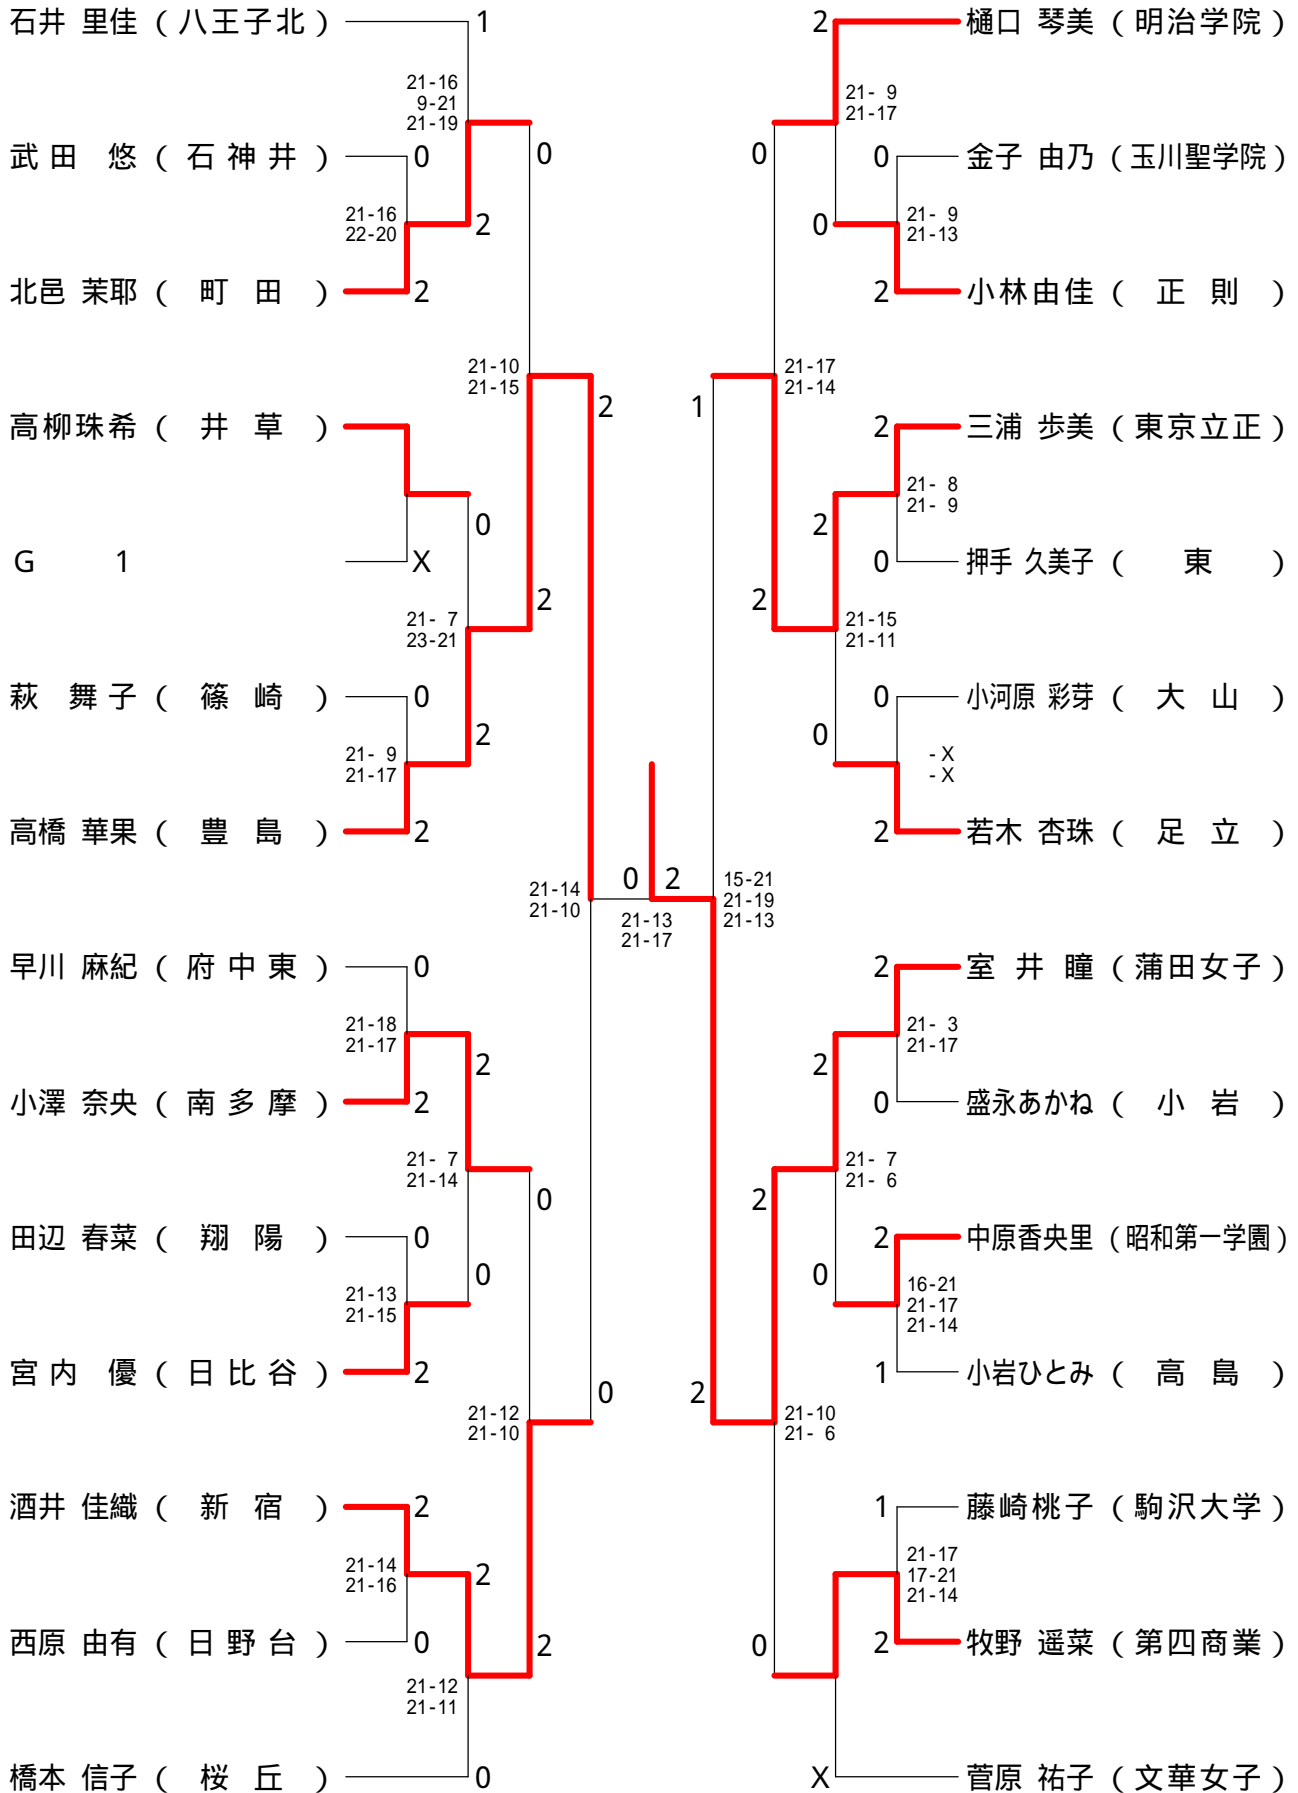 石井 里佳 ( 八王子北 ) 1
21-16
9-21
21-19
武田 悠 ( 石神井 ) 0
0
21-16
22-20
2
北邑 茉耶 ( 町田 ) 2
21-10
21-15
2
高柳珠希 ( 井草 )
0
G 1 X
2
21- 7
23-21
萩 舞子 ( 篠崎 ) 0
2
21- 9
21-17
高橋 華果 ( 豊島 ) 2
21-14
21-10
早川 麻紀 ( 府中東 ) 0
21-18
21-17
2
小澤 奈央 ( 南多摩 ) 2
21- 7
21-14
0
田辺 春菜 ( 翔陽 ) 0
0
21-13
21-15
宮内 優 ( 日比谷 ) 2
0
21-12
21-10
酒井 佳織 ( 新宿 ) 2
21-14
21-16
2
西原 由有 ( 日野台 ) 0
2
21-12
21-11
橋本 信子 ( 桜丘 ) 0
0 2
21-13
21-17
2 樋口 琴美 ( 明治学院 )
21- 9
21-17
0
0 金子 由乃 ( 玉川聖学院 )
0
21- 9
21-13
2 小林由佳 ( 正則 )
21-17
21-14
1
2 三浦 歩美 ( 東京立正 )
21- 8
21- 9
2
0 押手 久美子 ( 東 )
2
21-15
21-11
0 小河原 彩芽 ( 大山 )
0
- X
- X
2 若木 杏珠 ( 足立 )
15-21
21-19
21-13
2 室井 瞳 ( 蒲田女子 )
21- 3
21-17
2
0 盛永あかね ( 小岩 )
21- 7
21- 6
2
2 中原香央里 ( 昭和第一学園 )
0
16-21
21-17
21-14
1 小岩ひとみ ( 高島 )
2
21-10
21- 6
1 藤崎桃子 ( 駒沢大学 )
21-17
17-21
21-14
0
2 牧野 遥菜 ( 第四商業 )
X 菅原 祐子 ( 文華女子 )